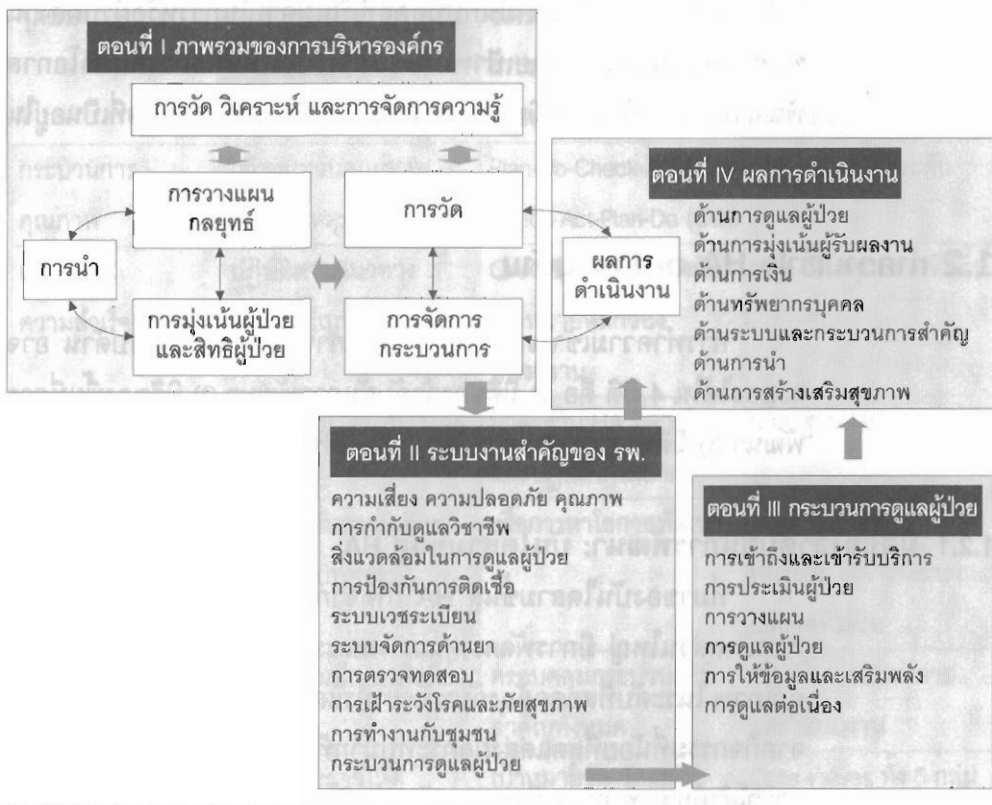 ตอนที่ I ภาพรวมของการบริหารองค์กร
การวัด วิเคราะห์ และการจัดการความรู้
การวางแผน
กลยุทธ์
การวัด
การนำ
การมุ่งเน้นผู้ป่วย
และสิทธิผู้ป่วย
การจัดการ
กระบวนการ
ผลการ
ดำเนินงาน
ตอนที่ IV ผลการดำเนินงาน
ด้านการดูแลผู้ป่วย
ด้านการมุ่งเน้นผู้รับผลงาน
ด้านการเงิน
ด้านทรัพยากรบุคคล
ด้านระบบและกระบวนการสำคัญ
ด้านการนำ
ด้านการสร้างเสริมสุขภาพ
ตอนที่ II ระบบงานสำคัญของ รพ.
ความเสี่ยง ความปลอดภัย คุณภาพ
การกำกับดูแลวิชาชีพ
สิ่งแวดล้อมในการดูแลผู้ป่วย
การป้องกันการติดเชื้อ
ระบบเวชระเบียน
ระบบจัดการด้านยา
การตรวจทดสอบ
การเฝ้าระวังโรคและภัยสุขภาพ
การทำงานกับชุมชน
กระบวนการดูแลผู้ป่วย
ตอนที่ III กระบวนการดูแลผู้ป่วย
การเข้าถึงและเข้ารับบริการ
การประเมินผู้ป่วย
การวางแผน
การดูแลผู้ป่วย
การให้ข้อมูลและเสริมพลัง
การดูแลต่อเนื่อง